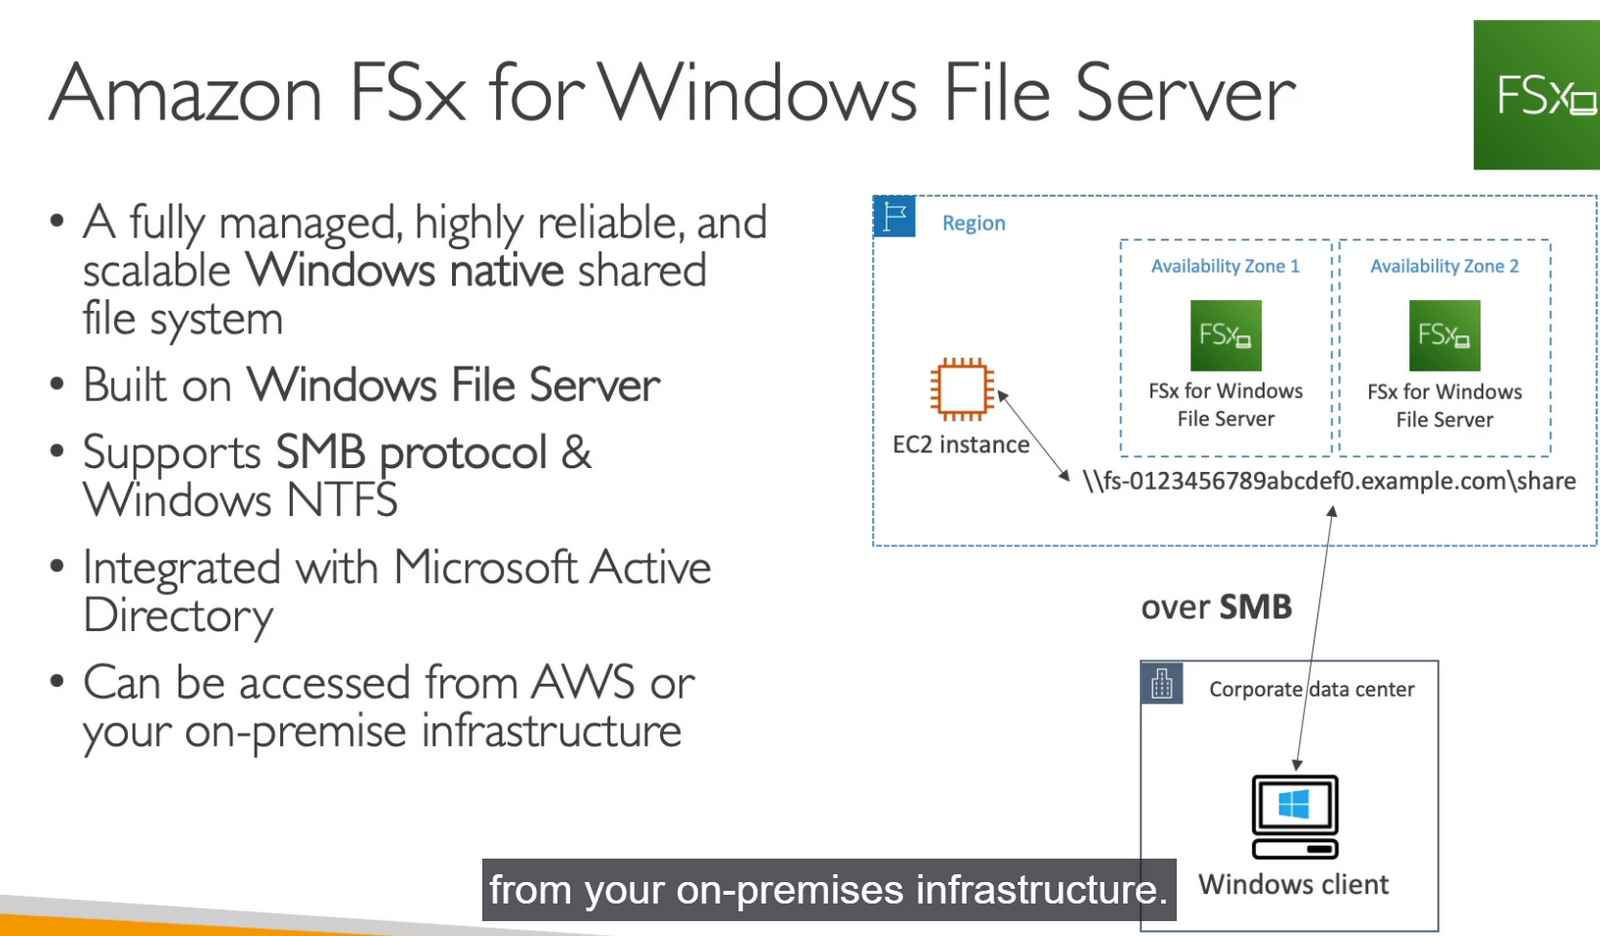 Amazon FSx for Windows File Server
FSx
• A fully managed, highly reliable, and
scalable Windows native shared
file system
• Built on Windows File Server
• Supports SMB protocol &
Windows NTFS
• Integrated with Microsoft Active
Directory
• Can be accessed from AWS or
your on-premise infrastructure
Region
Availability Zone 1
Availability Zone 2
FSx
FSx
FSx for Windows
File Server
FSx for Windows
File Server
EC2 instance
\\fs-0123456789abcdef0.example.com\share
over SMB
Corporate data center
Windows client
from your on-premises infrastructure.